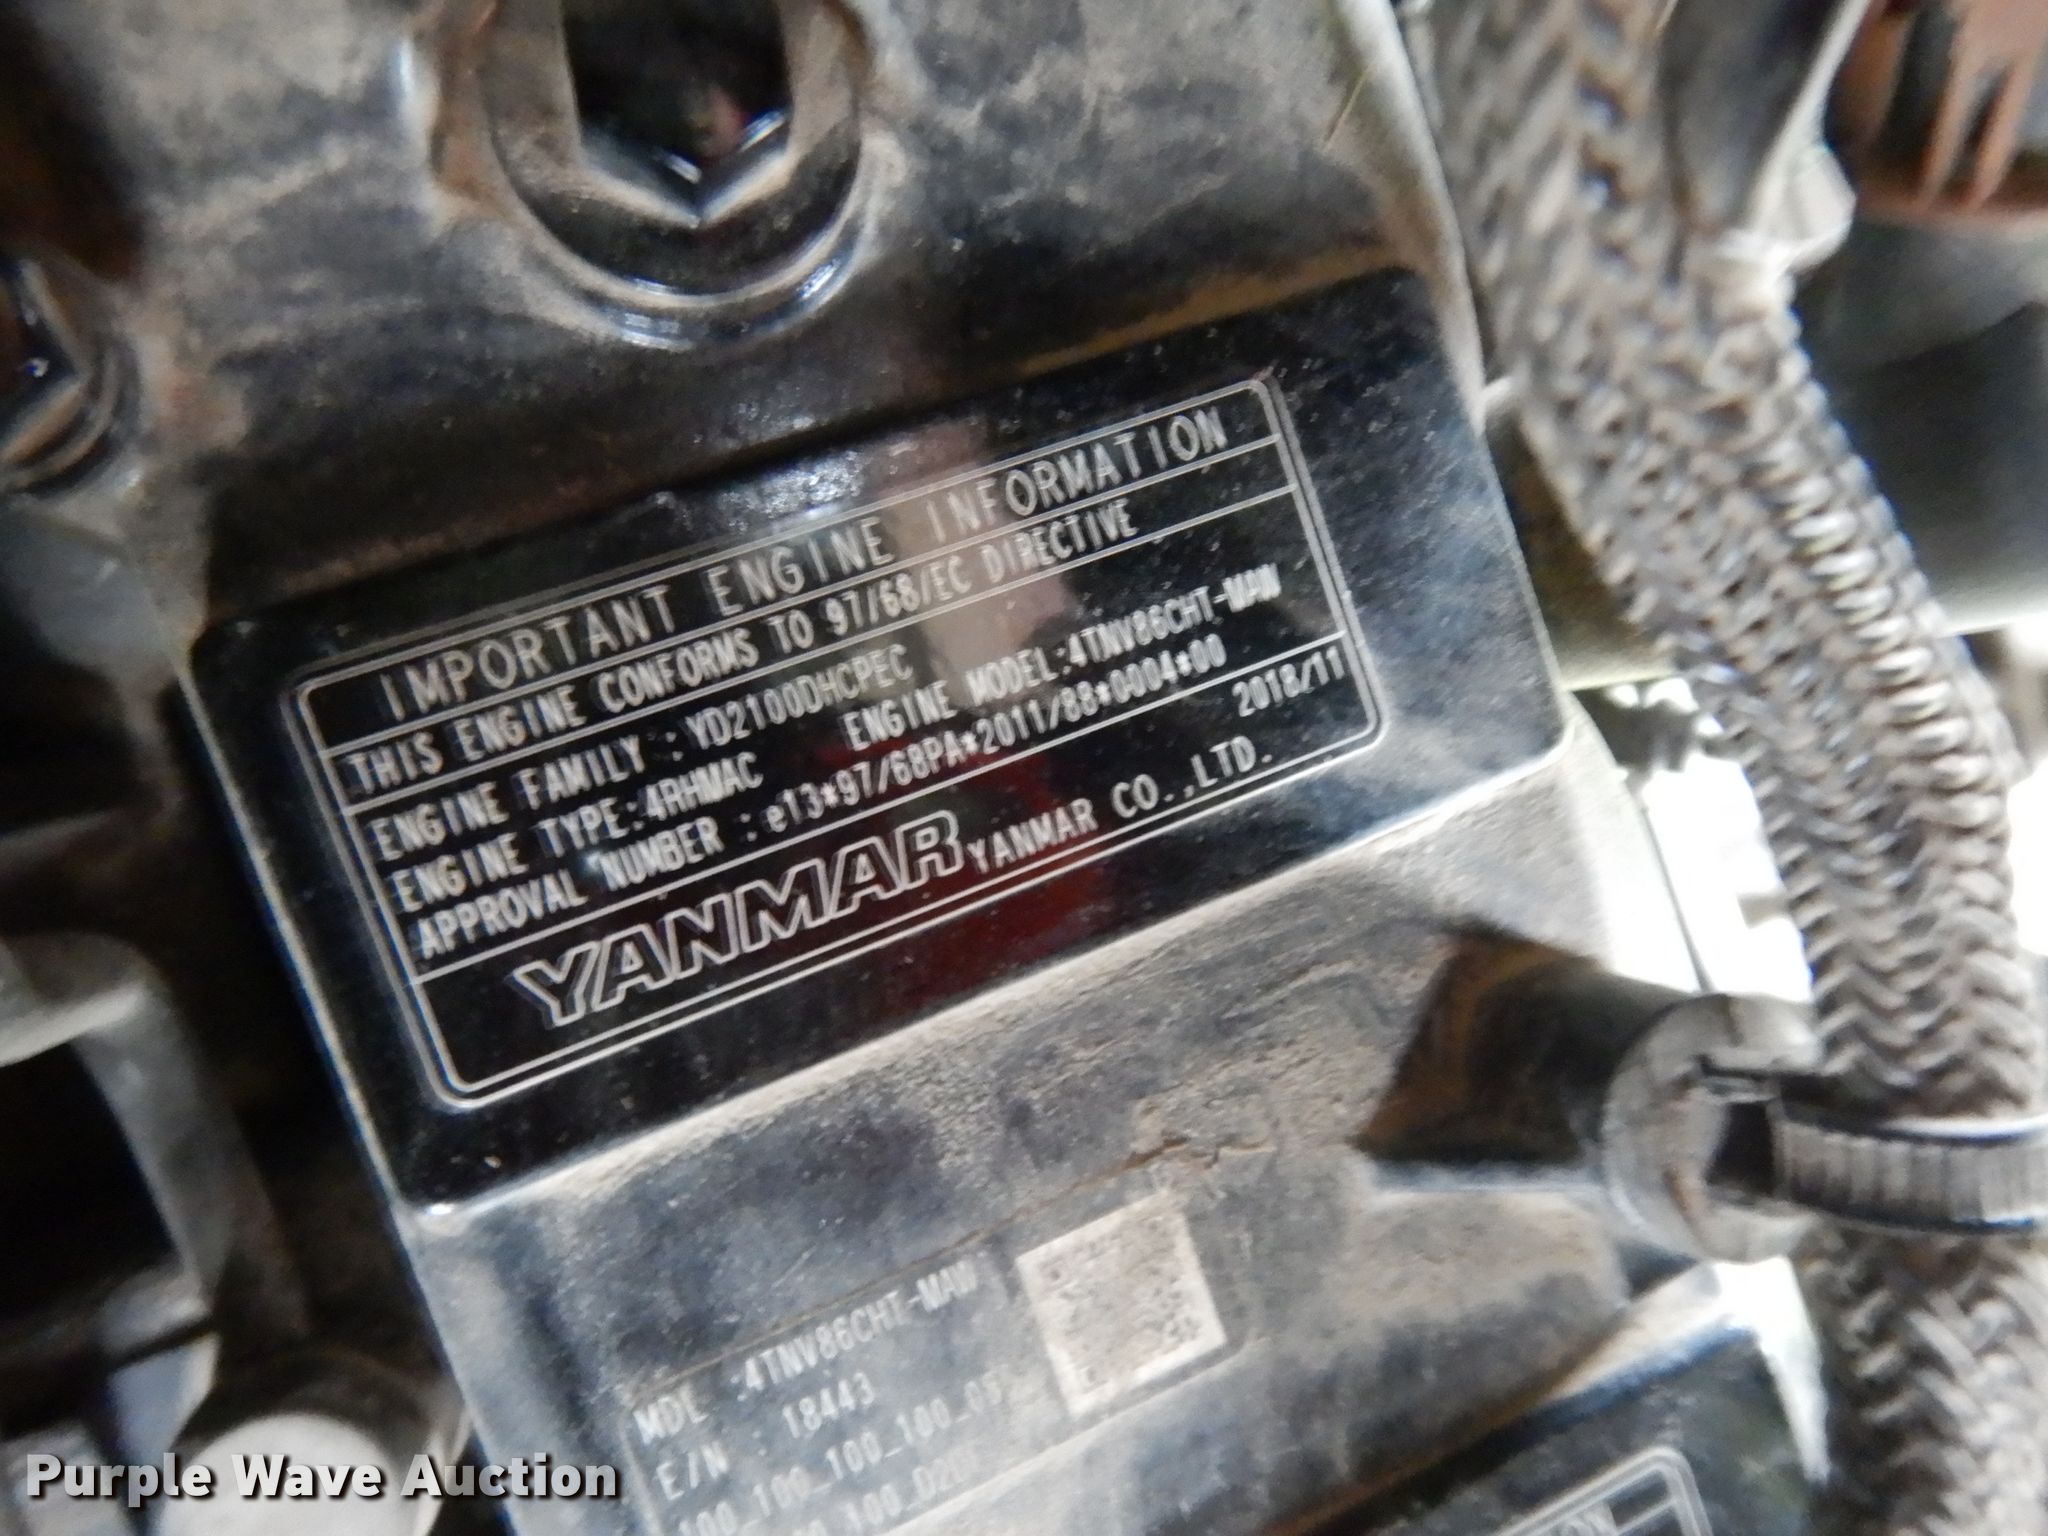 IMPORTANT ENGINE INFORMATION
THIS ENGINE CONFORMS TO 97/68/EC DIRECTIVE
ENGINE FAMILY : YD2100DHCPEC
ENGINE TYPE:4RHMAC ENGINE MODEL:4TNV86CHT-MAW
APPROVAL NUMBER : e13*97/68PA*2011/88*0004*00
2018/11
YANMAR YANMAR CO.,LTD.
MDL :4TNV86CHT-MAW
E/N : 18443
100_100_100_100
100_D2
Purple Wave Auction